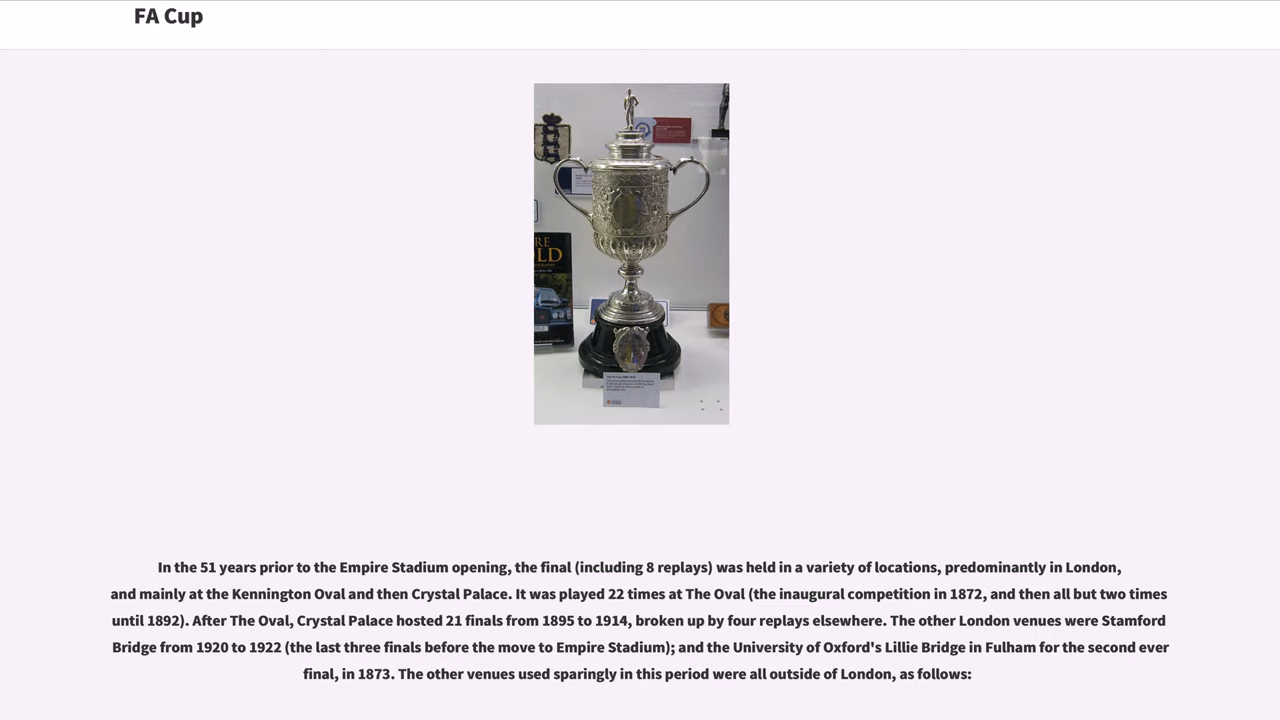 FA Cup
RE
LD
In the 51 years prior to the Empire Stadium opening, the final (including 8 replays) was held in a variety of locations, predominantly in London,
and mainly at the Kennington Oval and then Crystal Palace. It was played 22 times at The Oval (the inaugural competition in 1872, and then all but two times
until 1892). After The Oval, Crystal Palace hosted 21 finals from 1895 to 1914, broken up by four replays elsewhere. The other London venues were Stamford
Bridge from 1920 to 1922 (the last three finals before the move to Empire Stadium); and the University of Oxford's Lillie Bridge in Fulham for the second ever
final, in 1873. The other venues used sparingly in this period were all outside of London, as follows: